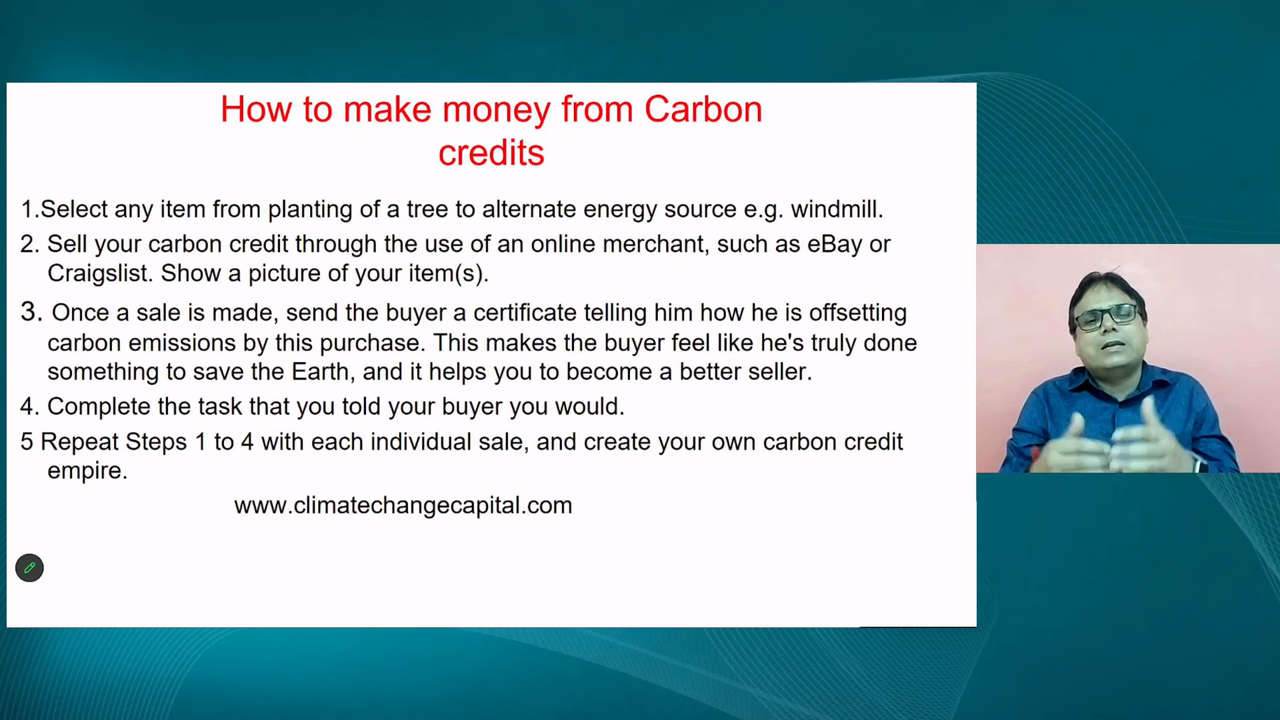 How to make money from Carbon
credits
1.Select any item from planting of a tree to alternate energy source e.g. windmill.
2. Sell your carbon credit through the use of an online merchant, such as eBay or
Craigslist. Show a picture of your item(s).
3. Once a sale is made, send the buyer a certificate telling him how he is offsetting
carbon emissions by this purchase. This makes the buyer feel like he's truly done
something to save the Earth, and it helps you to become a better seller.
4. Complete the task that you told your buyer you would.
5 Repeat Steps 1 to 4 with each individual sale, and create your own carbon credit
empire.
www.climatechangecapital.com